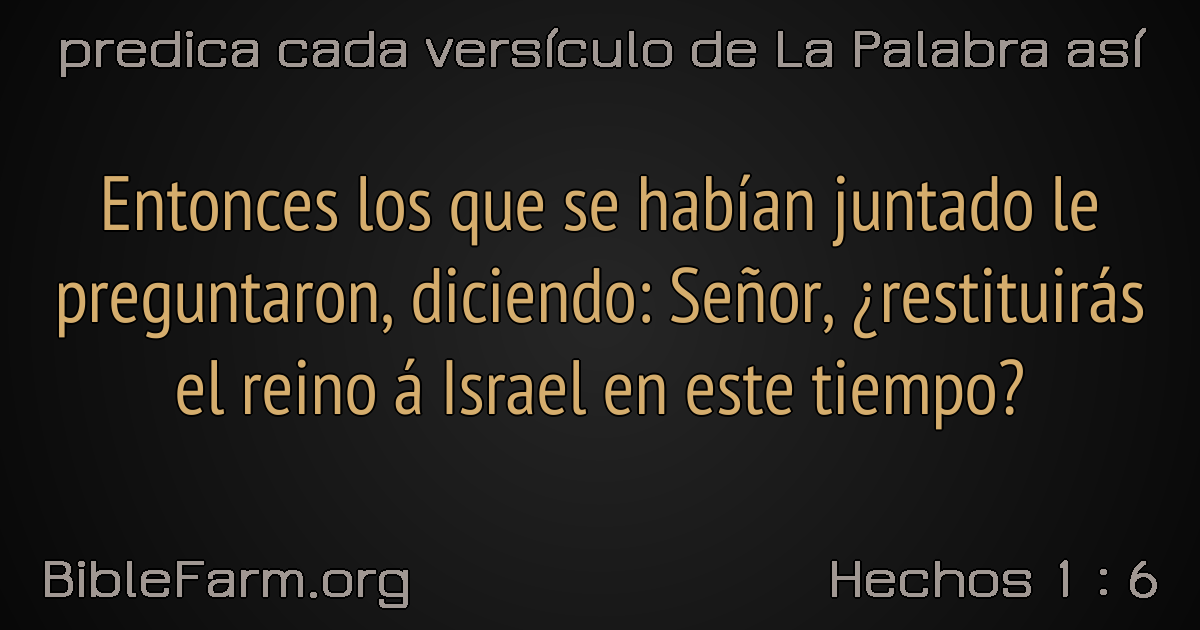 predica cada versículo de La Palabra así
Entonces los que se habían juntado le
preguntaron, diciendo: Señor, ¿restituirás
el reino á Israel en este tiempo?
BibleFarm.org
Hechos 1 : 6